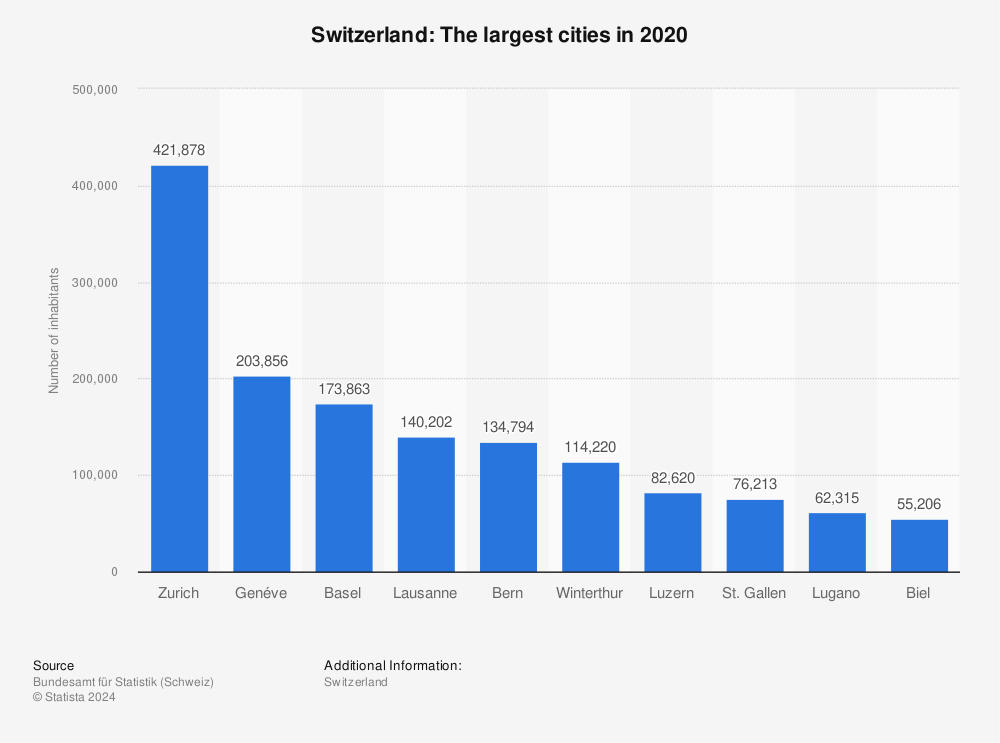 Switzerland: The largest cities in 2020
500,000
400,000
300,000
200,000
100,000
0
Number of inhabitants
421,878
203,856
173,863
140,202
134,794
114,220
82,620
76,213
62,315
55,206
Zurich
Genéve
Basel
Lausanne
Bern
Winterthur
Luzern
St. Gallen
Lugano
Biel
Source
Bundesamt für Statistik (Schweiz)
© Statista 2024
Additional Information:
Switzerland